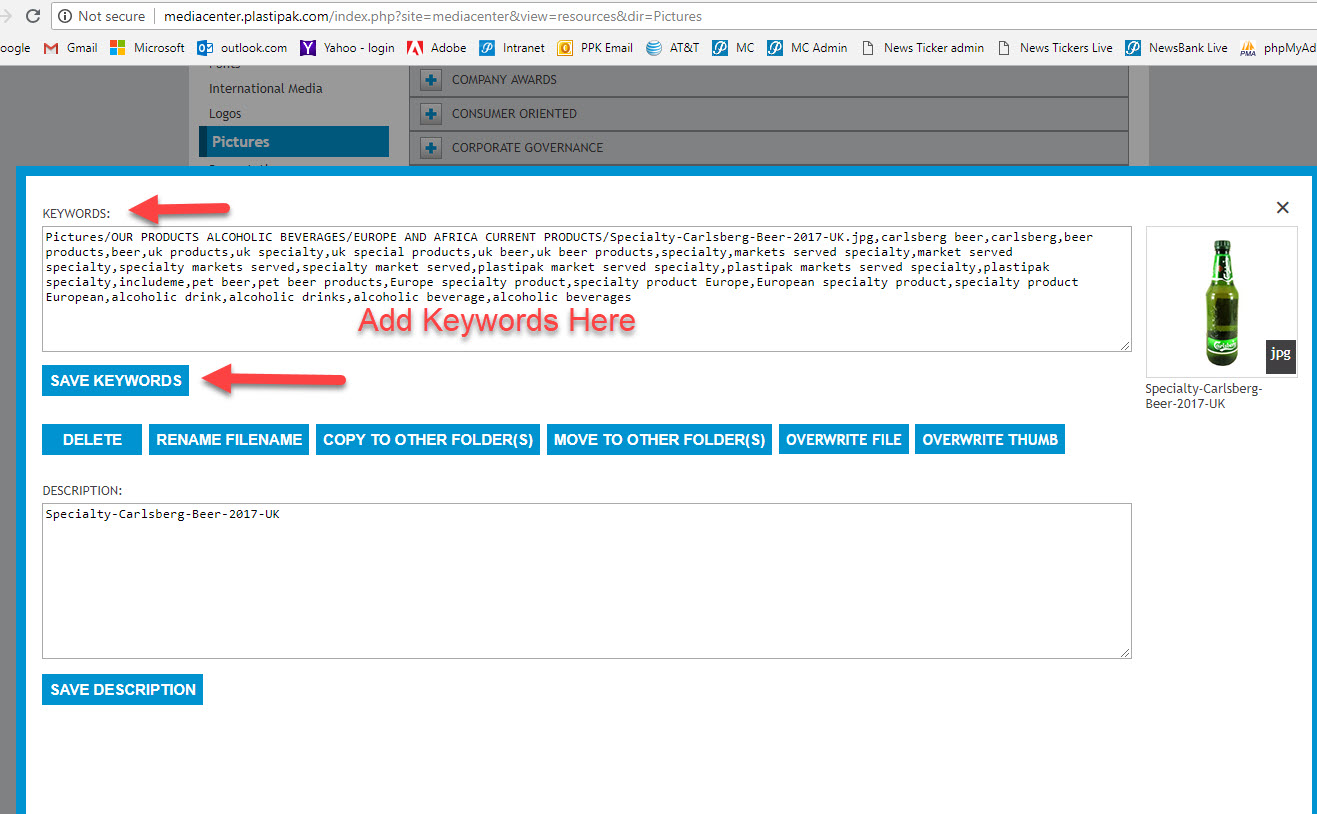 Not secure mediacenter.plastipak.com/index.php?site=mediacenter&view=resources&dir=Pictures
oogle Gmail Microsoft outlook.com Yahoo - login Adobe Intranet PPK Email AT&T MC MC Admin News Ticker admin News Tickers Live NewsBank Live phpMyAd
COMPANY AWARDS
International Media
CONSUMER ORIENTED
Logos
Pictures
CORPORATE GOVERNANCE
KEYWORDS:
Pictures/OUR PRODUCTS ALCOHOLIC BEVERAGES/EUROPE AND AFRICA CURRENT PRODUCTS/Specialty-Carlsberg-Beer-2017-UK.jpg,carlsberg beer,carlsberg,beer
products,beer,uk products,uk specialty,uk special products,uk beer,uk beer products,specialty,markets served specialty,market served
specialty,specialty markets served,specialty market served,plastipak market served specialty,plastipak markets served specialty,plastipak
specialty,includeme,pet beer,pet beer products,Europe specialty product,specialty product Europe,European specialty product,specialty product
European,alcoholic drink,alcoholic drinks,alcoholic beverage,alcoholic beverages
Add Keywords Here
Carlsberg
jpg
Specialty-Carlsberg-
Beer-2017-UK
SAVE KEYWORDS
DELETE RENAME FILENAME COPY TO OTHER FOLDER(S) MOVE TO OTHER FOLDER(S) OVERWRITE FILE OVERWRITE THUMB
DESCRIPTION:
Specialty-Carlsberg-Beer-2017-UK
SAVE DESCRIPTION